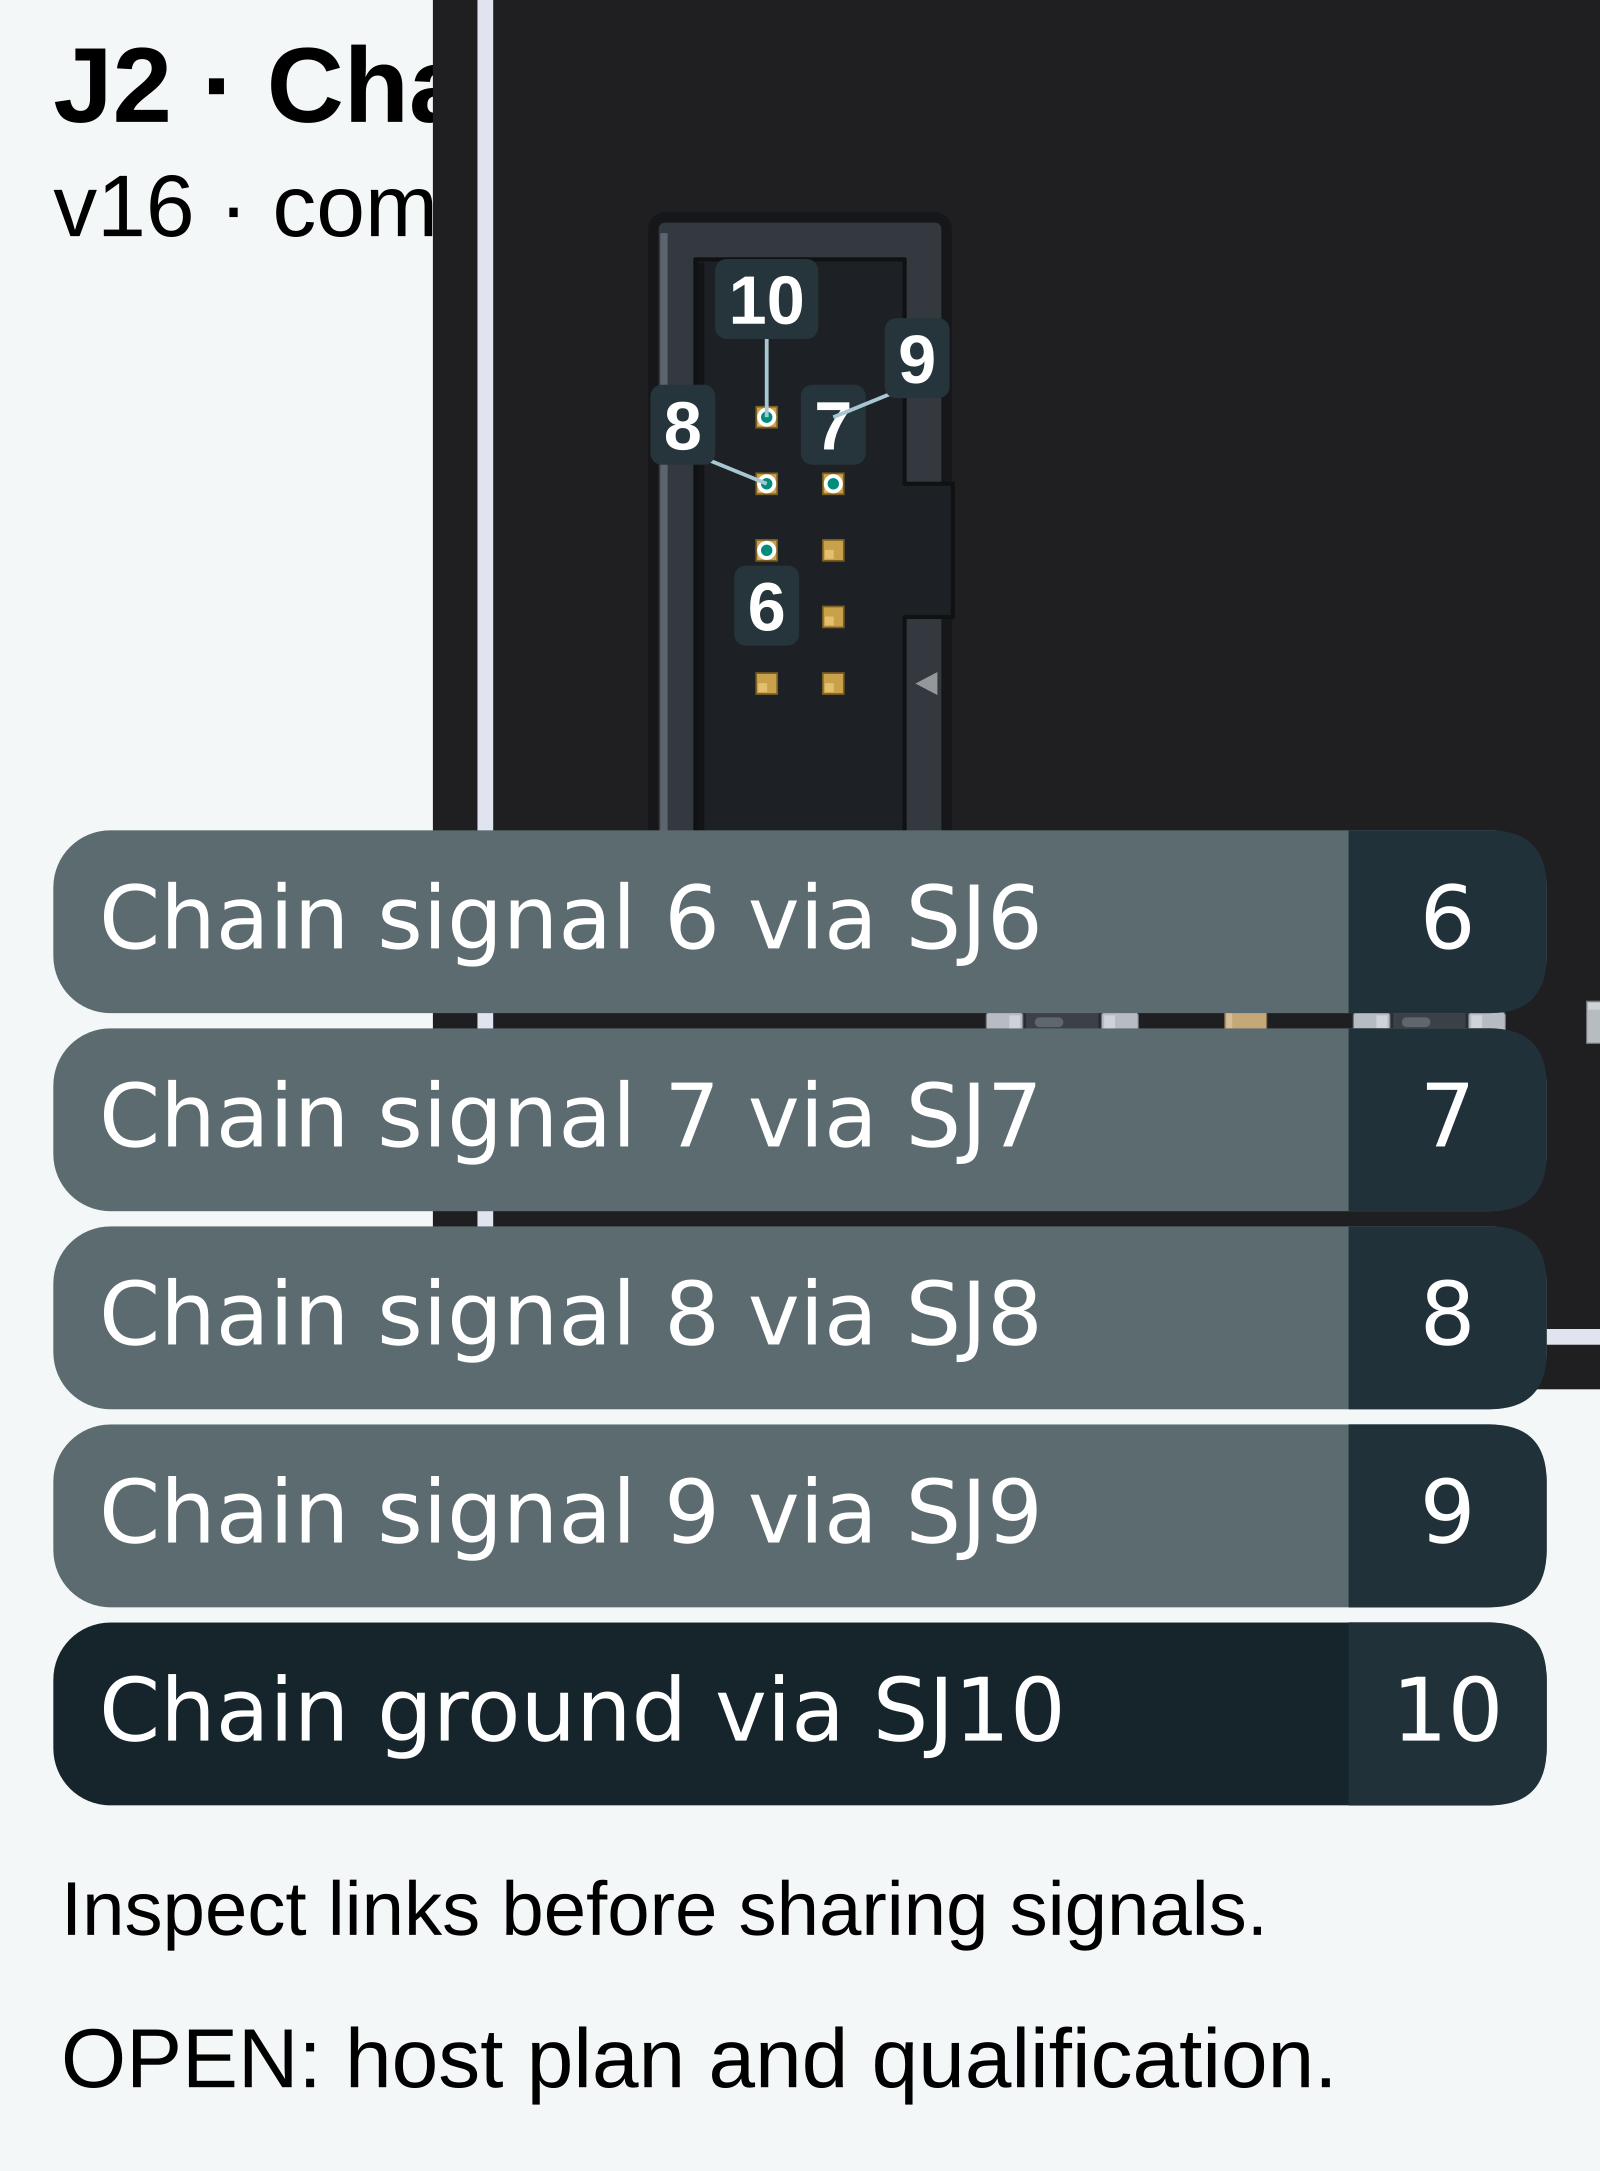 J2 · Cha
v16 · com
10
9
8
7
6
Chain signal 6 via SJ6 6
Chain signal 7 via SJ7 7
Chain signal 8 via SJ8 8
Chain signal 9 via SJ9 9
Chain ground via SJ10 10
Inspect links before sharing signals.
OPEN: host plan and qualification.